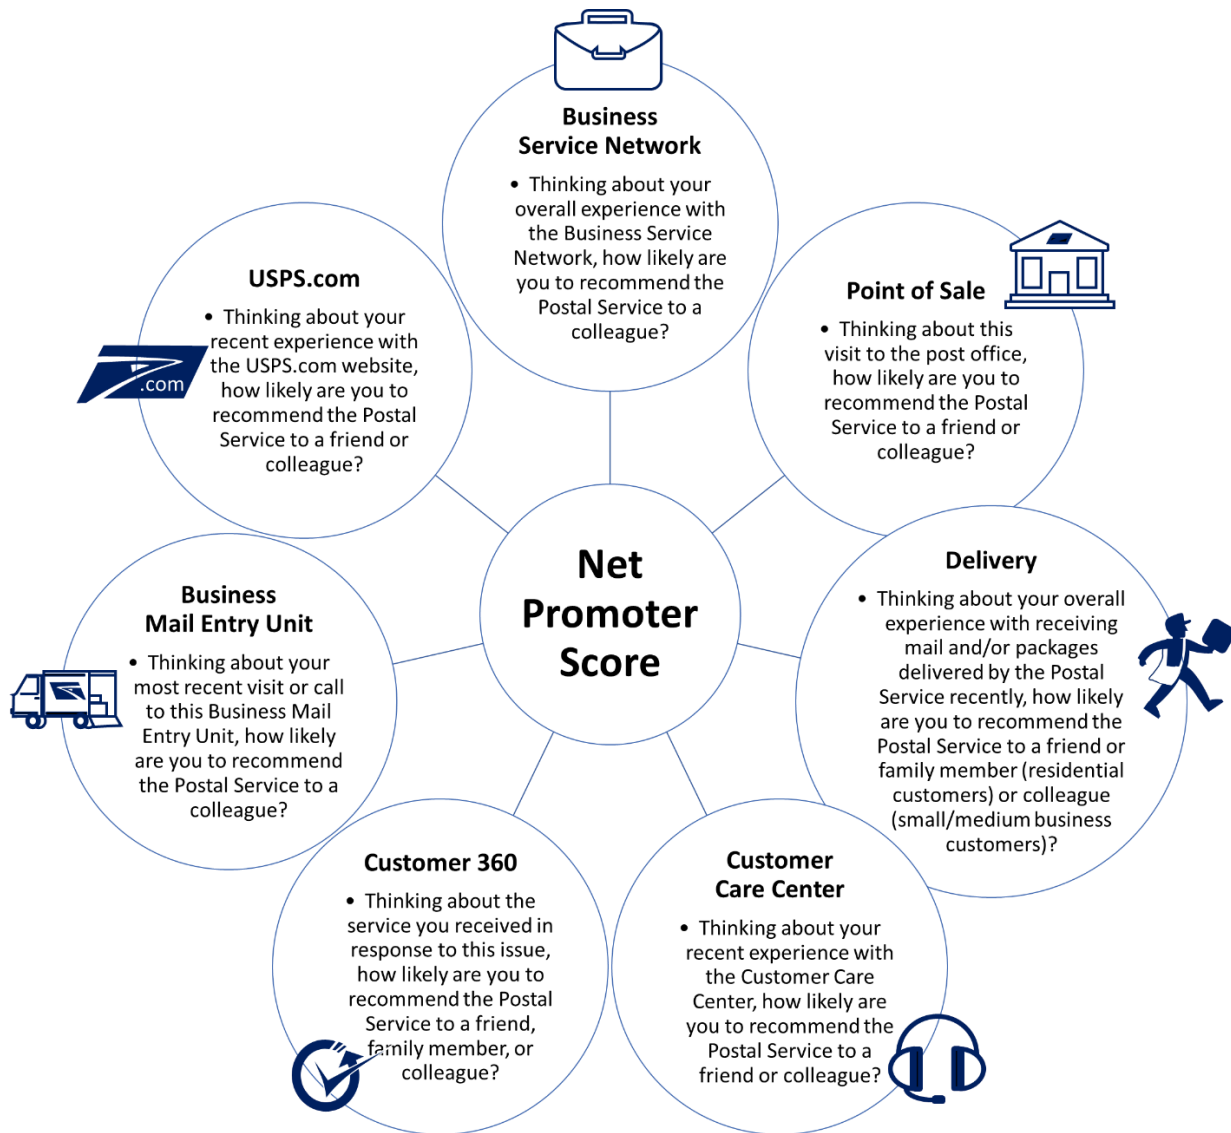 Business
Service Network
• Thinking about your
overall experience with
the Business Service
Network, how likely are
you to recommend the
Postal Service to a
colleague?
Point of Sale
• Thinking about this
visit to the post office,
how likely are you to
recommend the Postal
Service to a friend or
colleague?
Delivery
• Thinking about your overall
experience with receiving
mail and/or packages
delivered by the Postal
Service recently, how likely
are you to recommend the
Postal Service to a friend or
family member (residential
customers) or colleague
(small/medium business
customers)?
Customer
Care Center
• Thinking about your
recent experience with
the Customer Care
Center, how likely are
you to recommend the
Postal Service to a
friend or colleague?
Customer 360
• Thinking about the
service you received in
response to this issue,
how likely are you to
recommend the Postal
Service to a friend,
family member, or
colleague?
Business
Mail Entry Unit
• Thinking about your
most recent visit or call
to this Business Mail
Entry Unit, how likely
are you to recommend
the Postal Service to a
colleague?
USPS.com
• Thinking about your
recent experience with
the USPS.com website,
how likely are you to
recommend the Postal
Service to a friend or
colleague?
.com
Net
Promoter
Score